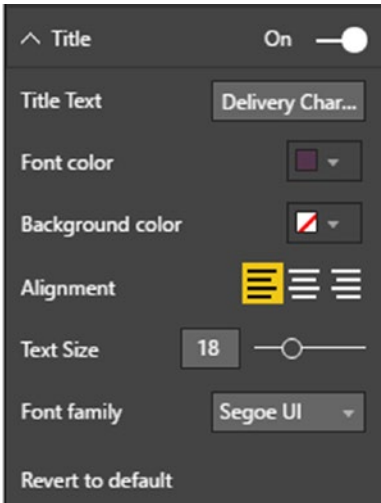 Title On
Title Text Delivery Char...
Font color
Background color
Alignment
Text Size 18
Font family Segoe UI
Revert to default